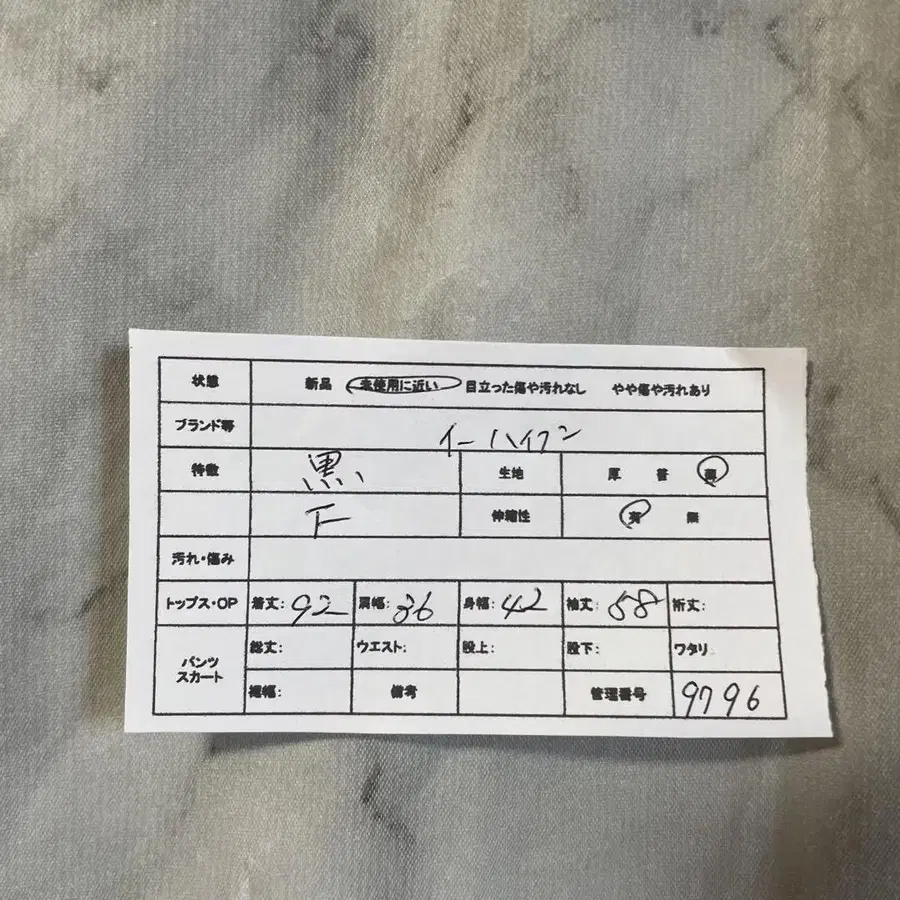 状態 新品 未使用に近い 目立った傷や汚れなし やや傷や汚れあり
ブランド等 イーハイフン
特徴 黒 生地 厚 普 薄
F 伸縮性 有 無
汚れ・傷み
トップス・OP 着丈: 92 肩幅: 36 身幅: 42 袖丈: 58 裄丈:
パンツ 総丈: ウエスト: 股上: 股下: ワタリ
スカート 裾幅: 備考 管理番号 9796